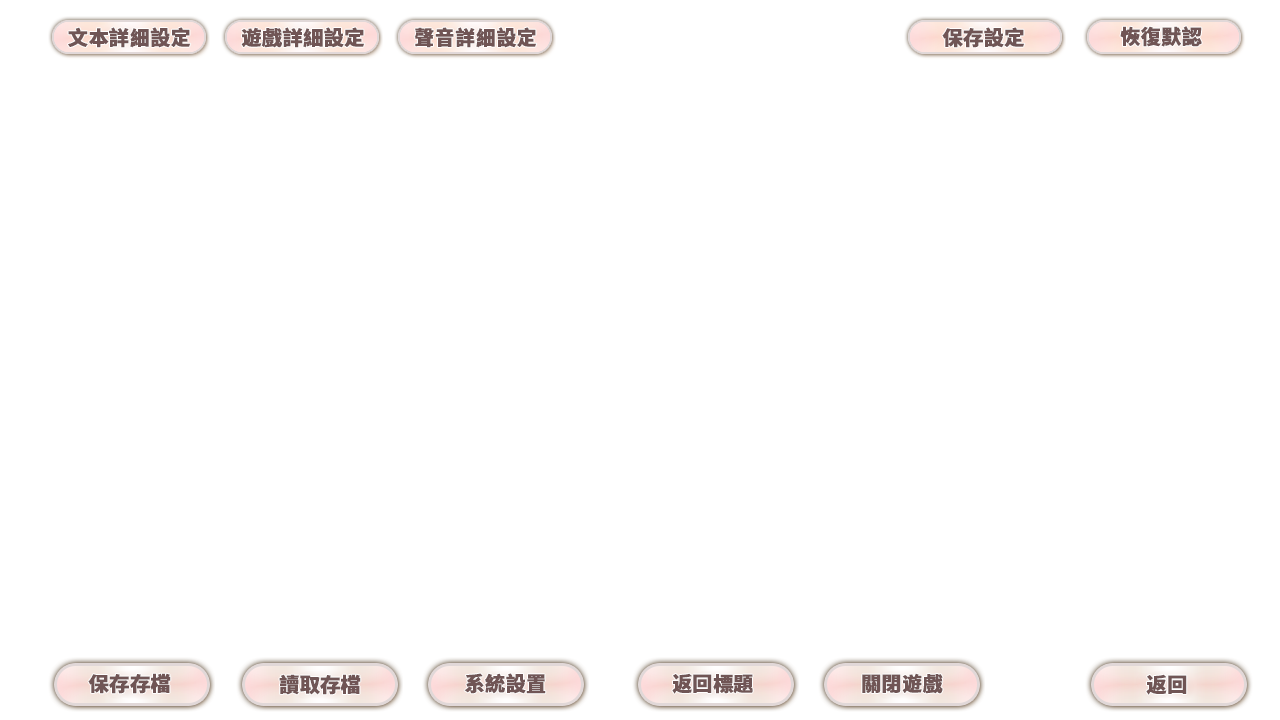 文本詳細設定
遊戲詳細設定
聲音詳細設定
保存設定
恢復默認
保存存檔
讀取存檔
系統設置
返回標題
關閉遊戲
返回